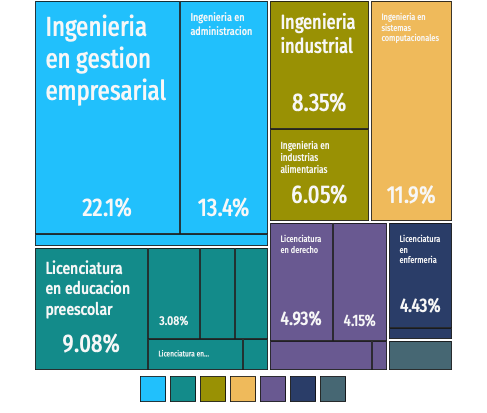 Ingenieria
en gestion
empresarial
22.1%
Ingenieria en
administracion
13.4%
Ingenieria
industrial
8.35%
Ingenieria en
industrias
alimentarias
6.05%
Ingenieria en
sistemas
computacionales
11.9%
Licenciatura
en educacion
preescolar
9.08%
3.08%
Licenciatura en...
Licenciatura
en derecho
4.93%
4.15%
Licenciatura
en
enfermeria
4.43%